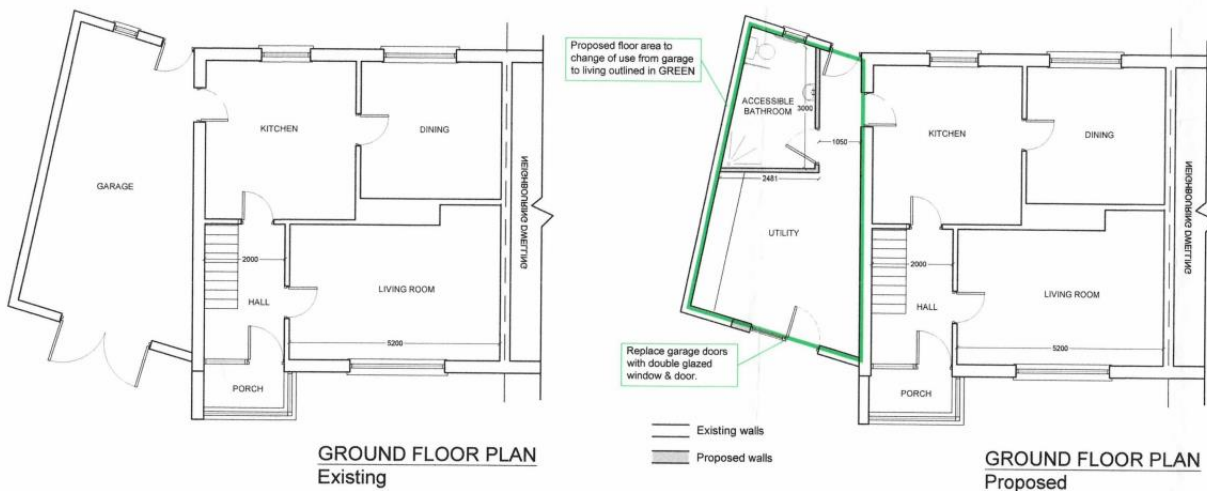 GARAGE
KITCHEN
DINING
NEIGHBOURING DWELLING
2000
HALL
LIVING ROOM
5200
PORCH
GROUND FLOOR PLAN
Existing
Proposed floor area to
change of use from garage
to living outlined in GREEN
ACCESSIBLE
BATHROOM
3000
1050
2481
UTILITY
KITCHEN
DINING
NEIGHBOURING DWELLING
2000
HALL
LIVING ROOM
5200
PORCH
Replace garage doors
with double glazed
window & door.
Existing walls
Proposed walls
GROUND FLOOR PLAN
Proposed